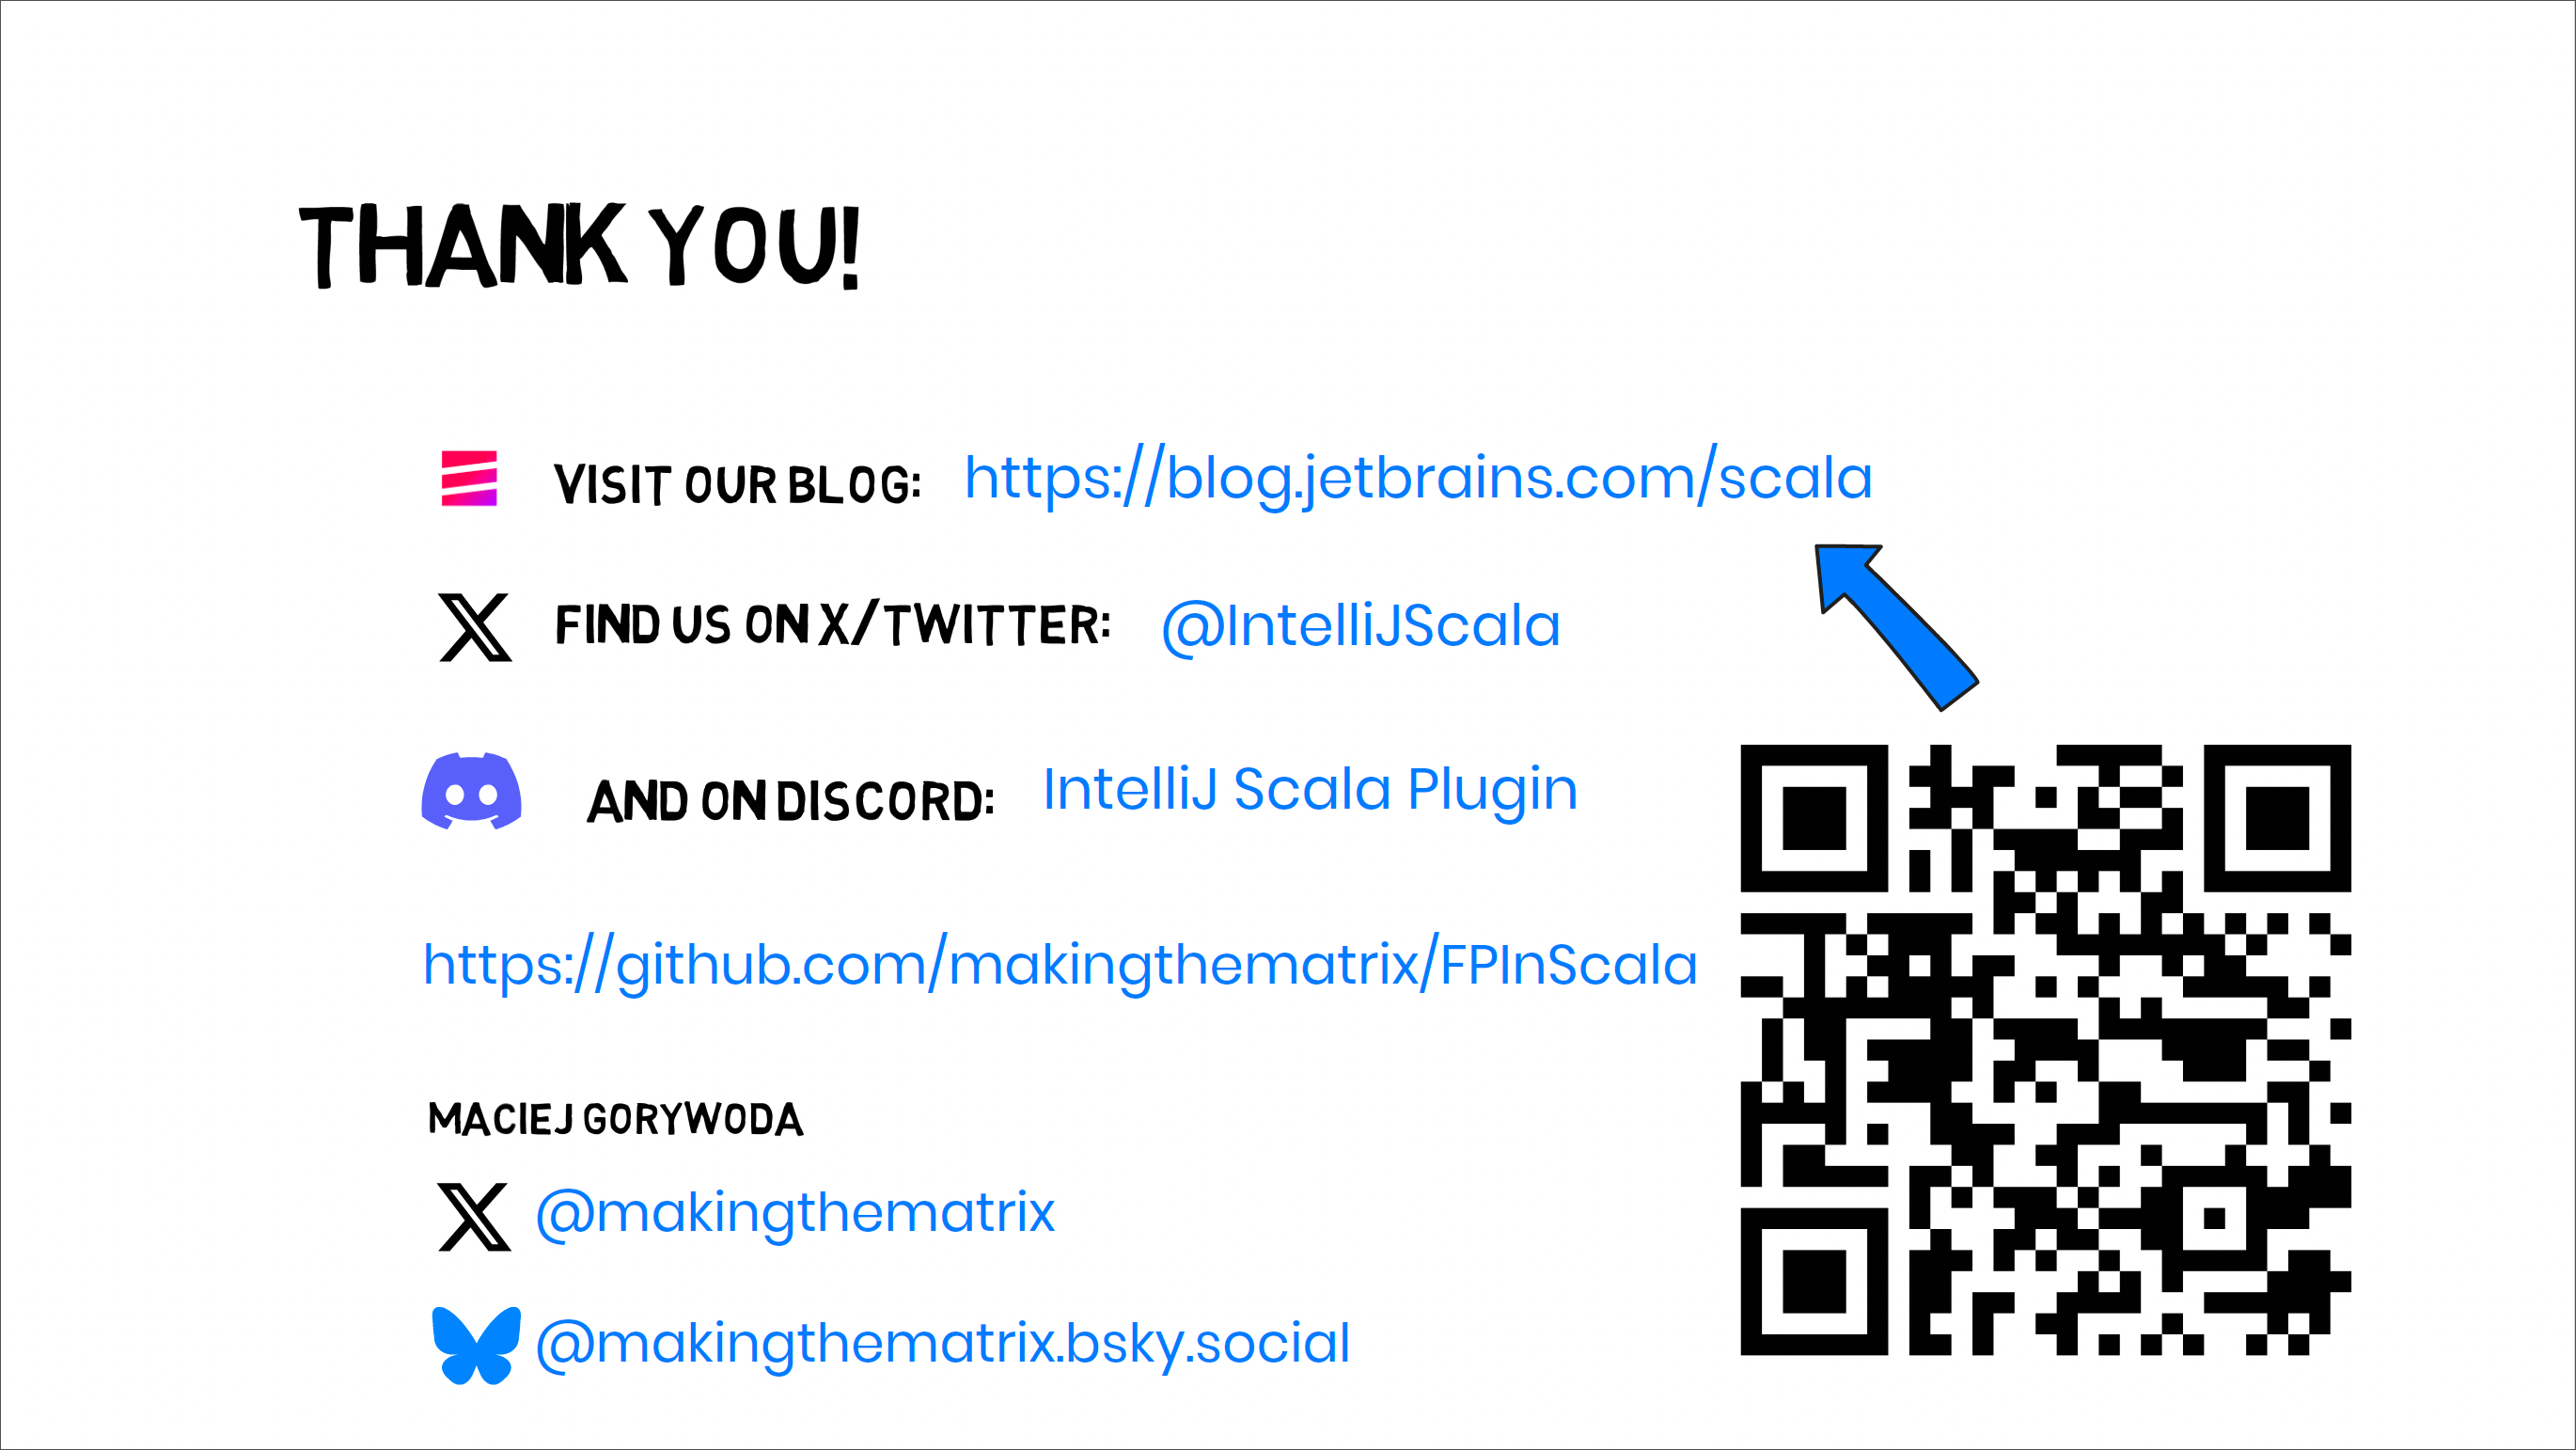 THANK YOU!
VISIT OUR BLOG: https://blog.jetbrains.com/scala
FIND US ON X/TWITTER: @IntelliJScala
AND ON DISCORD: IntelliJ Scala Plugin
https://github.com/makingthematrix/FPInScala
MACIEJ GORYWODA
@makingthematrix
@makingthematrix.bsky.social